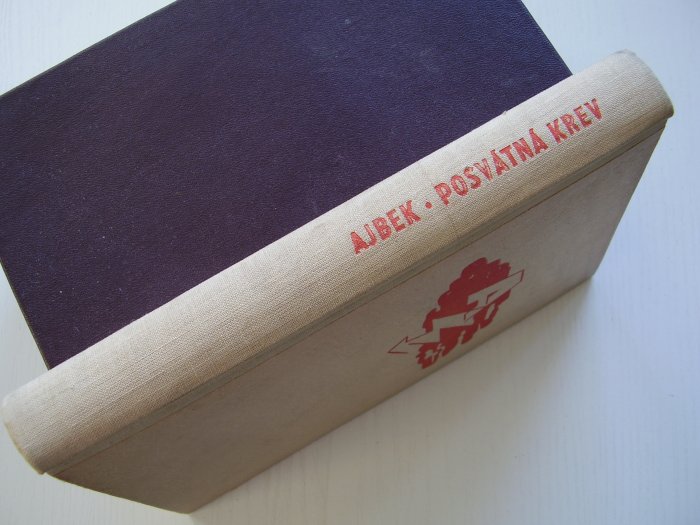 AJBEK • POSVÁTNÁ KREV